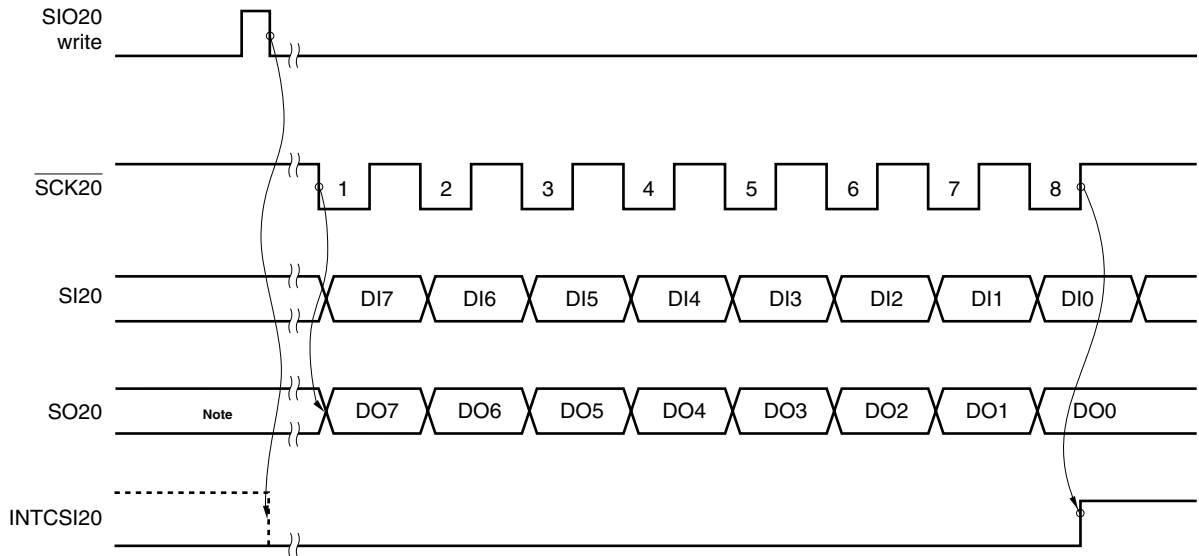 SIO20
write
SCK20
1 2 3 4 5 6 7 8
SI20
DI7 DI6 DI5 DI4 DI3 DI2 DI1 DI0
SO20
Note
DO7 DO6 DO5 DO4 DO3 DO2 DO1 DO0
INTCSI20